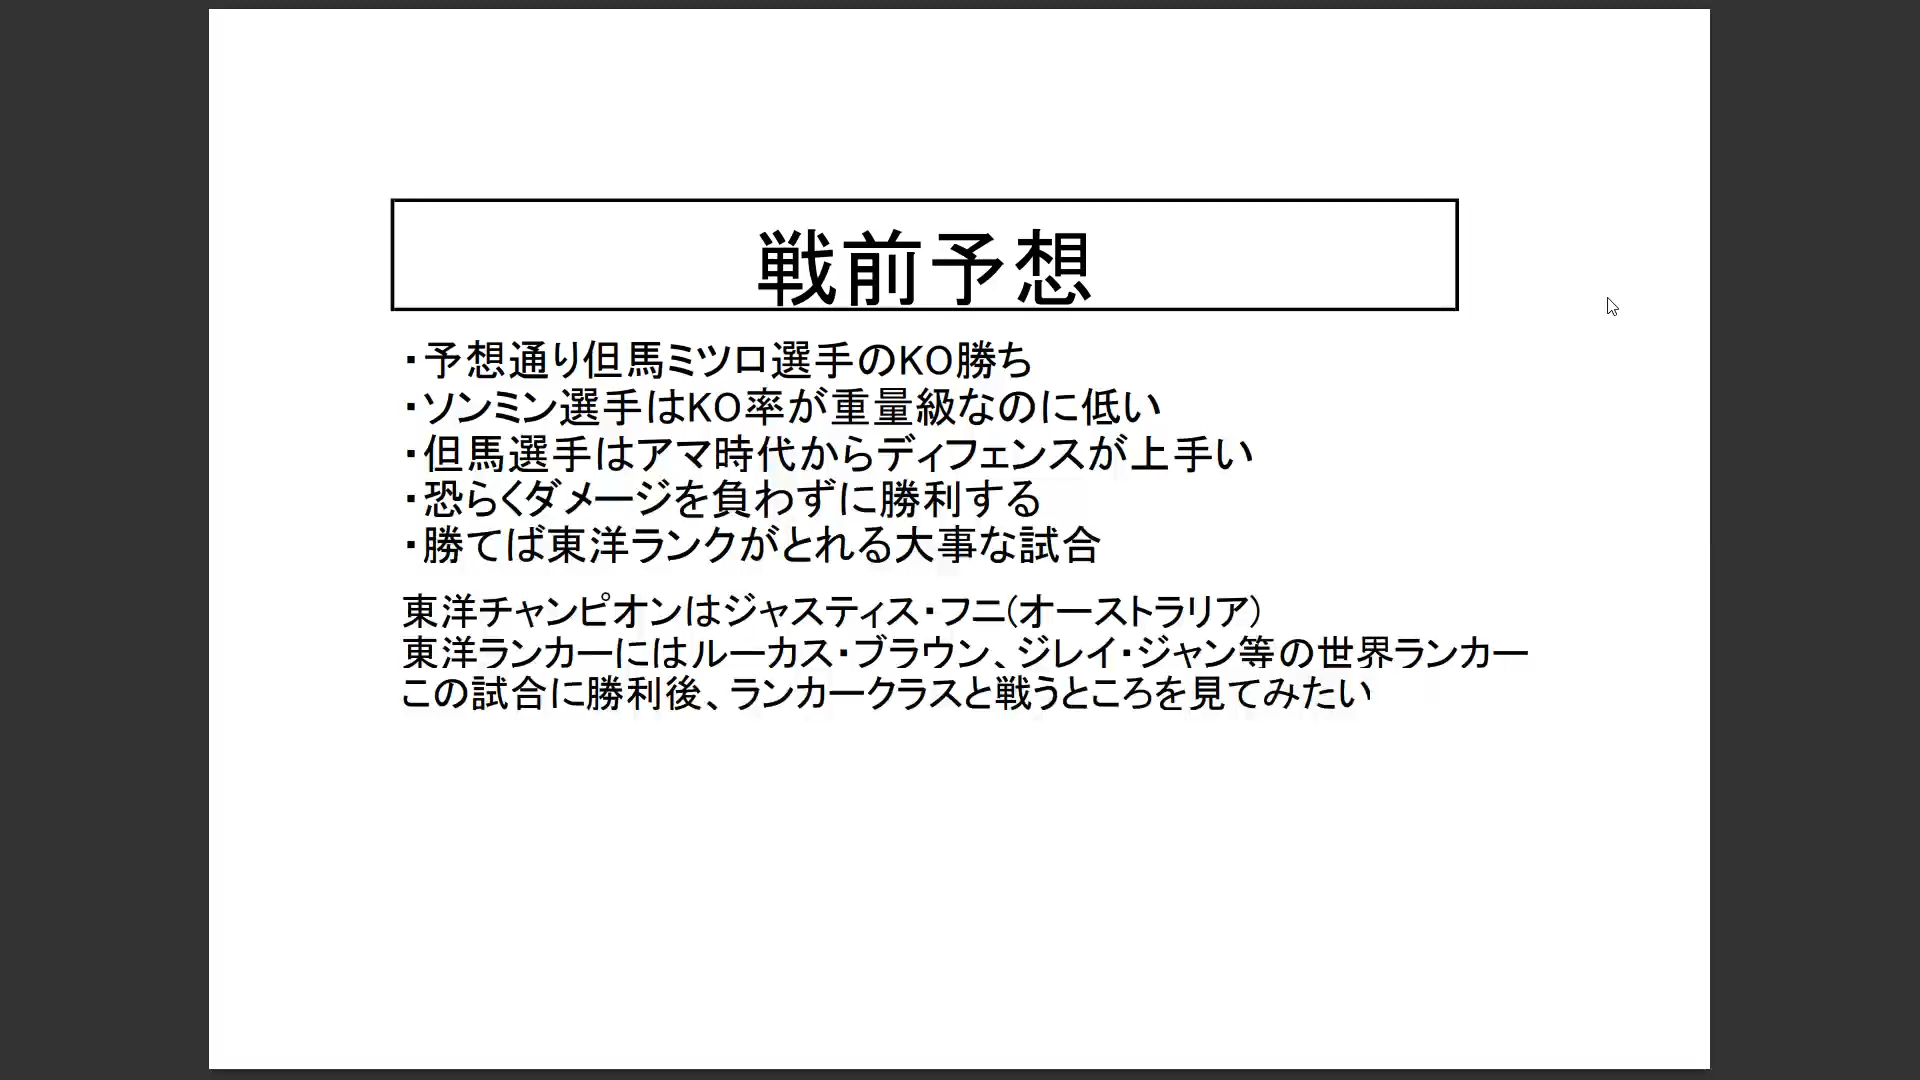 戦前予想
・予想通り但馬ミツロ選手のKO勝ち
・ソンミン選手はKO率が重量級なのに低い
・但馬選手はアマ時代からディフェンスが上手い
・恐らくダメージを負わずに勝利する
・勝てば東洋ランクがとれる大事な試合
東洋チャンピオンはジャスティス・フニ(オーストラリア)
東洋ランカーにはルーカス・ブラウン、ジレイ・ジャン等の世界ランカー
この試合に勝利後、ランカークラスと戦うところを見てみたい